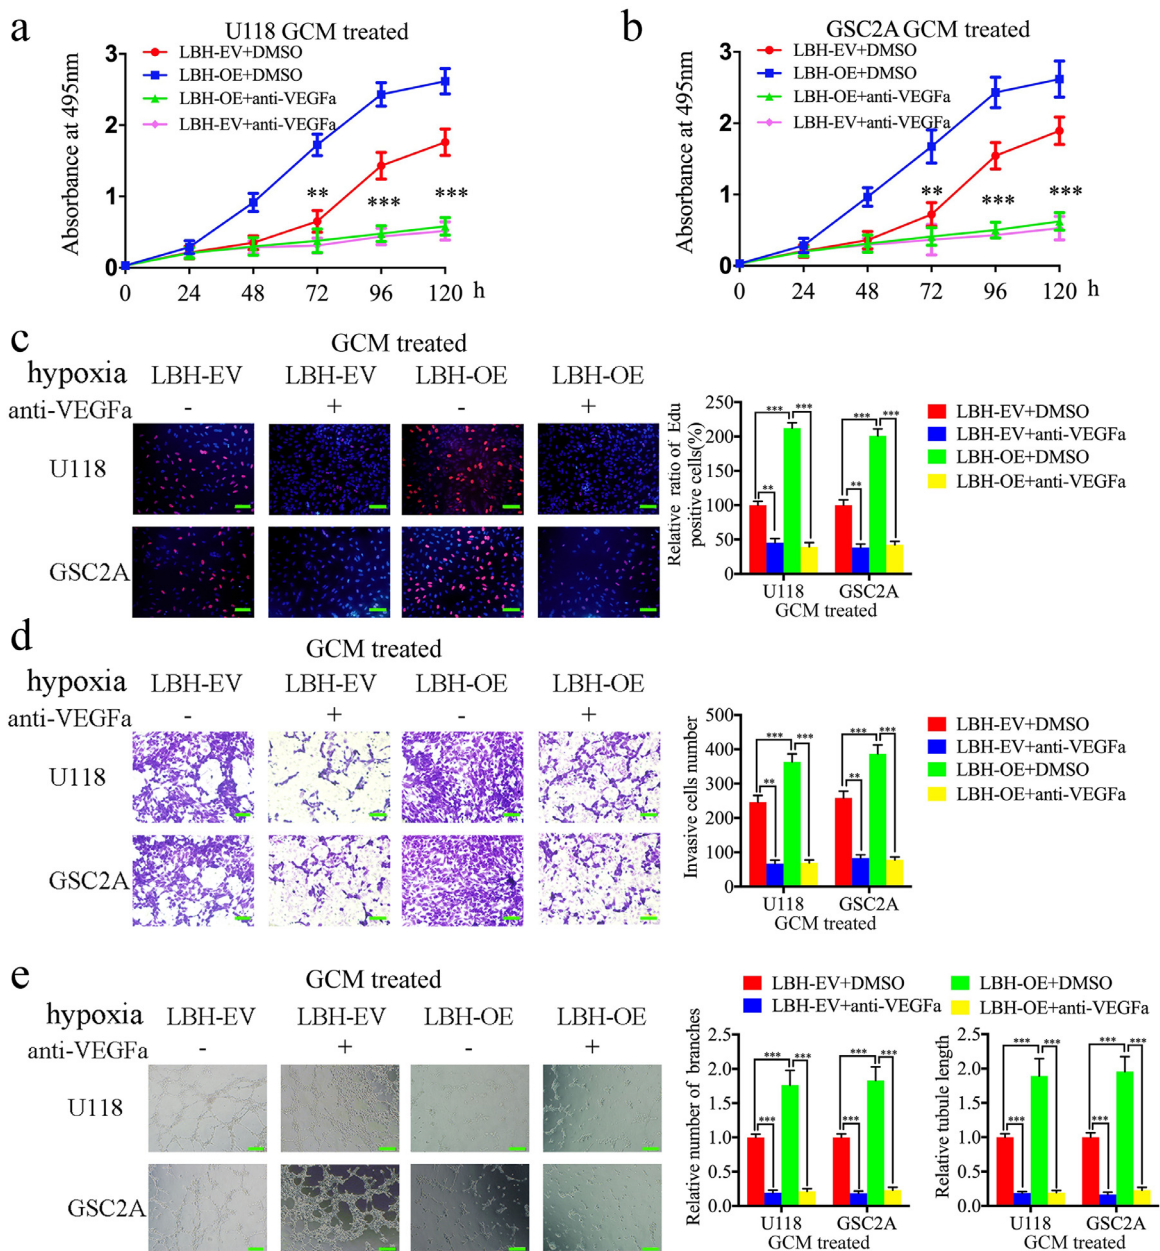 a
U118 GCM treated
LBH-EV+DMSO
LBH-OE+DMSO
LBH-OE+anti-VEGFa
LBH-EV+anti-VEGFa
Absorbance at 495nm
3
2
1
0
** *** ***
0 24 48 72 96 120 h
b
GSC2A GCM treated
LBH-EV+DMSO
LBH-OE+DMSO
LBH-OE+anti-VEGFa
LBH-EV+anti-VEGFa
Absorbance at 495nm
3
2
1
0
** *** ***
0 24 48 72 96 120 h
c
GCM treated
hypoxia LBH-EV LBH-EV LBH-OE LBH-OE
anti-VEGFa - + - +
U118
GSC2A
Relative ratio of Edu
positive cells(%)
250
200
150
100
50
0
*** *** *** ***
** **
U118 GSC2A
GCM treated
LBH-EV+DMSO
LBH-EV+anti-VEGFa
LBH-OE+DMSO
LBH-OE+anti-VEGFa
d
GCM treated
hypoxia LBH-EV LBH-EV LBH-OE LBH-OE
anti-VEGFa - + - +
U118
GSC2A
Invasive cells number
500
400
300
200
100
0
*** *** *** ***
** **
U118 GSC2A
GCM treated
LBH-EV+DMSO
LBH-EV+anti-VEGFa
LBH-OE+DMSO
LBH-OE+anti-VEGFa
e
GCM treated
hypoxia LBH-EV LBH-EV LBH-OE LBH-OE
anti-VEGFa - + - +
U118
GSC2A
LBH-EV+DMSO LBH-OE+DMSO
LBH-EV+anti-VEGFa LBH-OE+anti-VEGFa
Relative number of branches
2.5
2.0
1.5
1.0
0.5
0.0
*** *** *** ***
*** ***
U118 GSC2A
GCM treated
Relative tubule length
2.5
2.0
1.5
1.0
0.5
0.0
*** *** *** ***
*** ***
U118 GSC2A
GCM treated